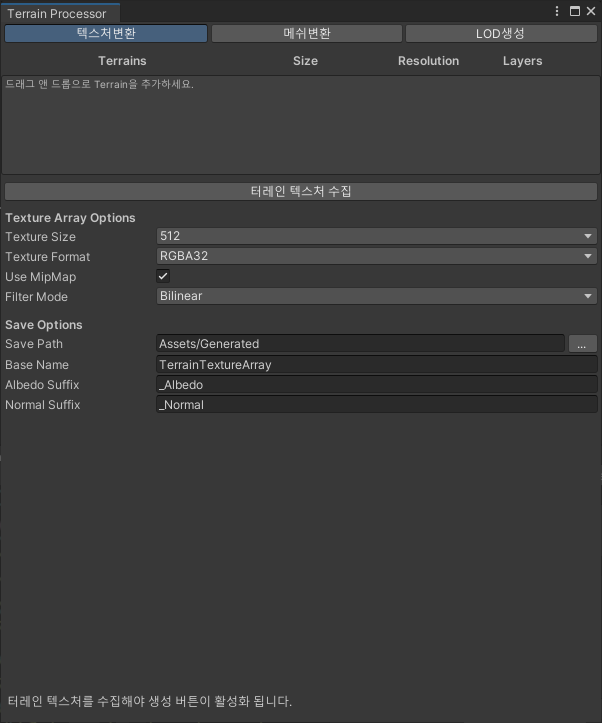 Terrain Processor
텍스처변환 메쉬변환 LOD생성
Terrains Size Resolution Layers
드래그 앤 드롭으로 Terrain을 추가하세요.
터레인 텍스처 수집
Texture Array Options
Texture Size 512
Texture Format RGBA32
Use MipMap
Filter Mode Bilinear
Save Options
Save Path Assets/Generated ...
Base Name TerrainTextureArray
Albedo Suffix _Albedo
Normal Suffix _Normal
터레인 텍스처를 수집해야 생성 버튼이 활성화 됩니다.